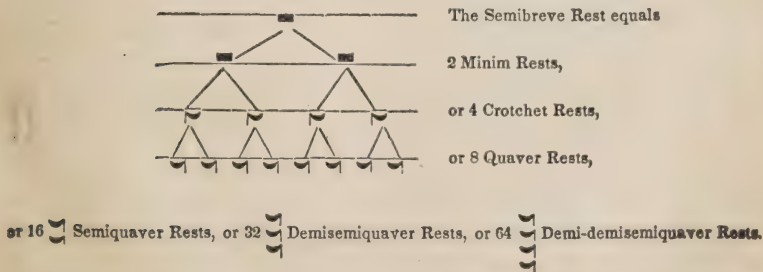 The Semibreve Rest equals
2 Minim Rests,
or 4 Crotchet Rests,
or 8 Quaver Rests,
or 16 Semiquaver Rests, or 32 Demisemiquaver Rests, or 64 Demi-demisemiquaver Rests.